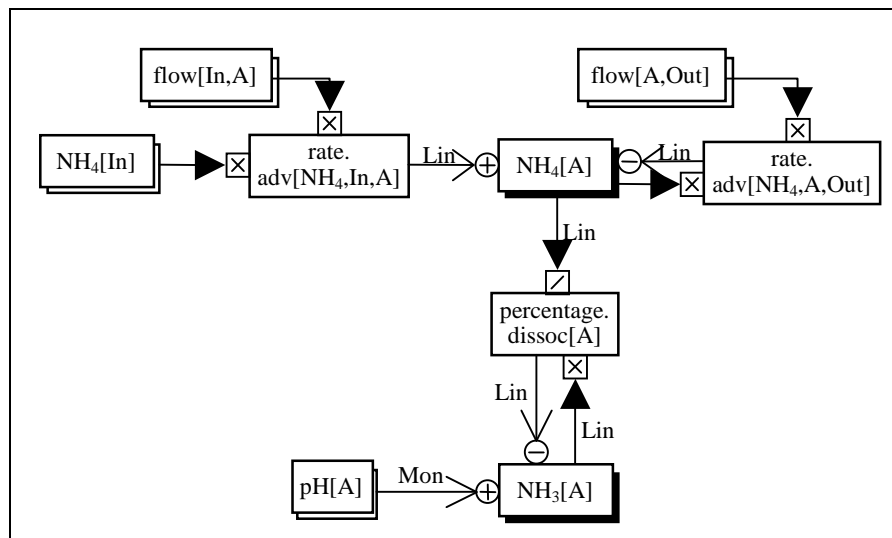 flow[In,A]
flow[A,Out]
NH₄[In]
rate.
adv[NH₄,In,A]
Lin
+
NH₄[A]
−
Lin
rate.
adv[NH₄,A,Out]
×
×
×
×
Lin
/
percentage.
dissoc[A]
×
Lin
Lin
−
pH[A]
Mon
+
NH₃[A]